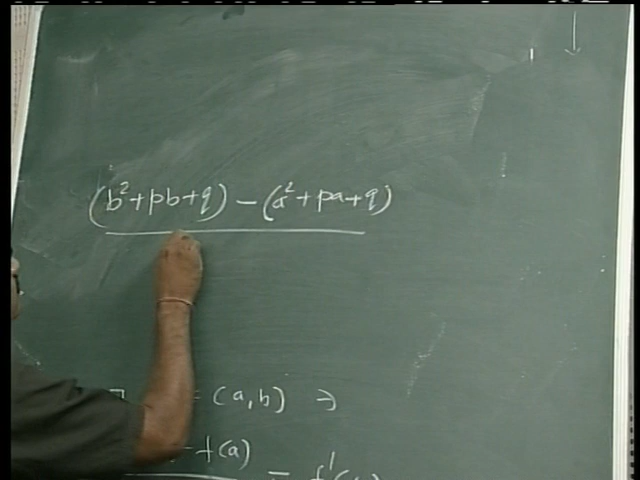 (b²+pb+q) - (a²+pa+q)
= (a,b) ⇒
- f(a)
= f'(